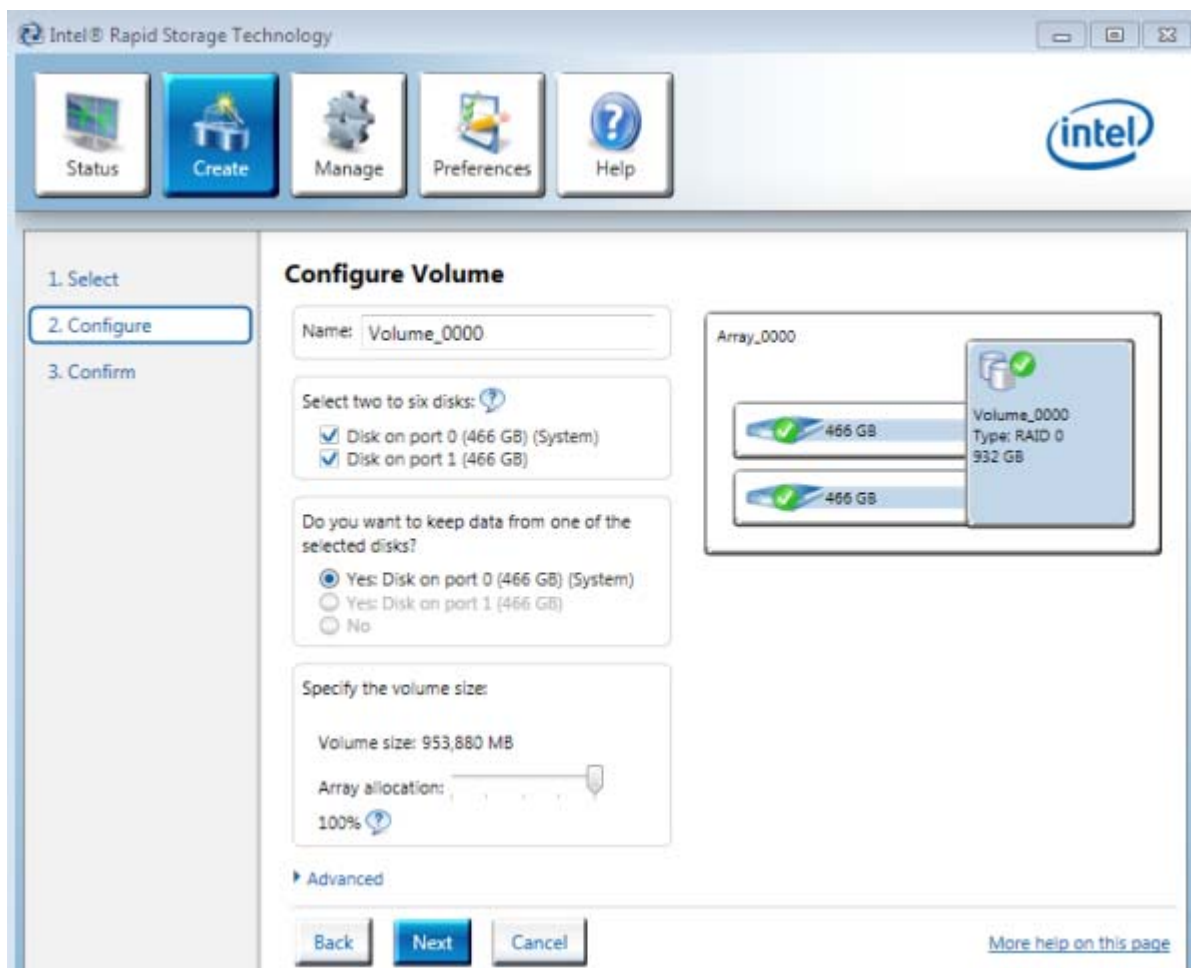 Intel® Rapid Storage Technology
Status
Create
Manage
Preferences
Help
intel
1. Select
2. Configure
3. Confirm
Configure Volume
Name: Volume_0000
Select two to six disks:
Disk on port 0 (466 GB) (System)
Disk on port 1 (466 GB)
Do you want to keep data from one of the
selected disks?
Yes: Disk on port 0 (466 GB) (System)
Yes: Disk on port 1 (466 GB)
No
Specify the volume size:
Volume size: 953,880 MB
Array allocation:
100%
Advanced
Array_0000
466 GB
466 GB
Volume_0000
Type: RAID 0
932 GB
Back
Next
Cancel
More help on this page